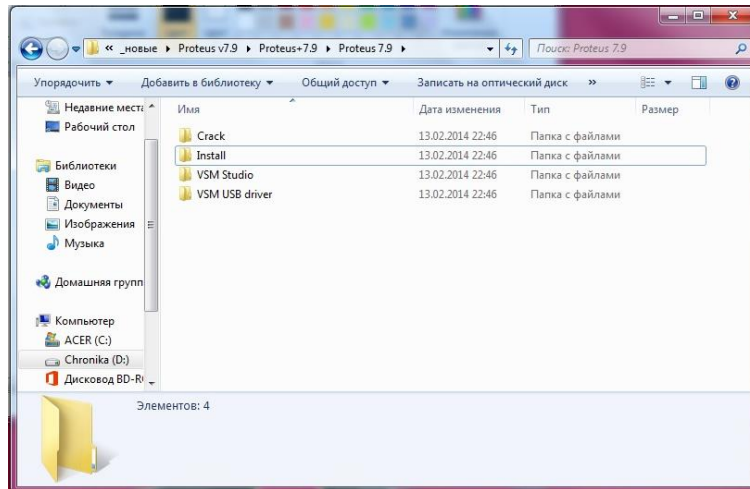 « _новые ▸ Proteus v7.9 ▸ Proteus+7.9 ▸ Proteus 7.9 ▸
Поиск: Proteus 7.9
Упорядочить ▼ Добавить в библиотеку ▼ Общий доступ ▼ Записать на оптический диск »
Недавние места
Рабочий стол
Библиотеки
Видео
Документы
Изображения
Музыка
Домашняя групп
Компьютер
ACER (C:)
Chronika (D:)
Дисковод BD-R
Имя Дата изменения Тип Размер
Crack 13.02.2014 22:46 Папка с файлами
Install 13.02.2014 22:46 Папка с файлами
VSM Studio 13.02.2014 22:46 Папка с файлами
VSM USB driver 13.02.2014 22:46 Папка с файлами
Элементов: 4